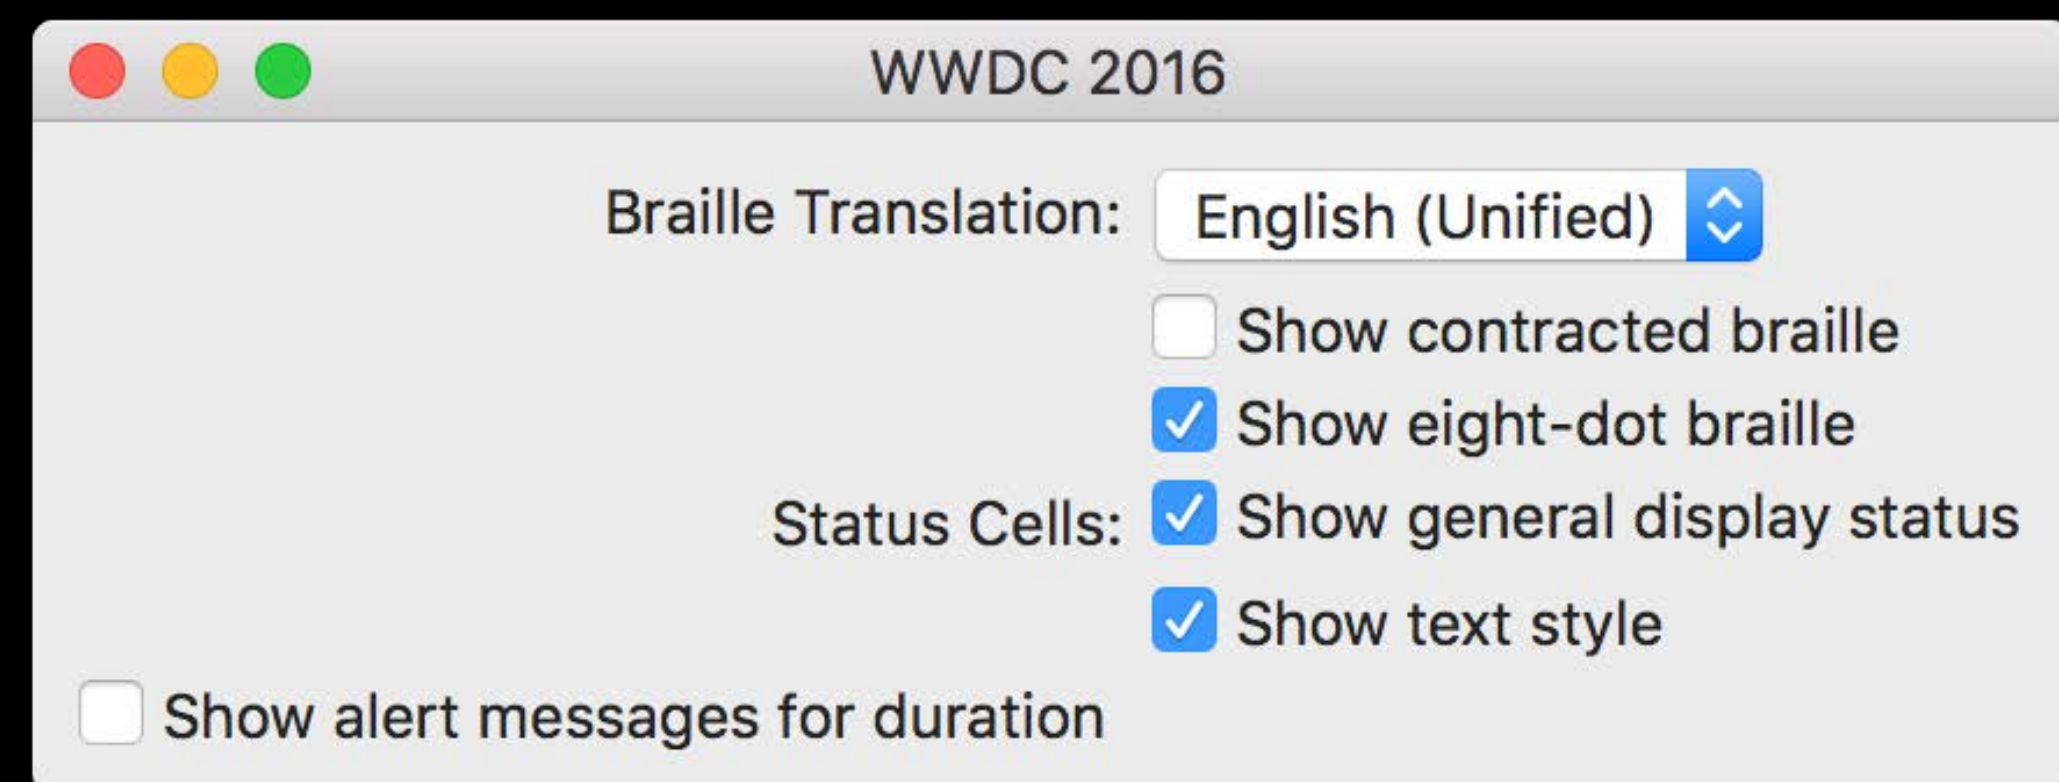 WWDC 2016
Braille Translation: English (Unified)
Show contracted braille
Show eight-dot braille
Status Cells: Show general display status
Show text style
Show alert messages for duration